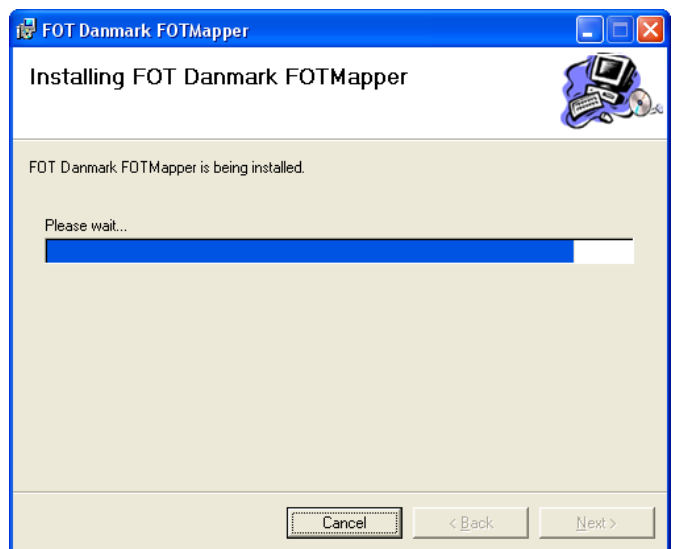 FOT Danmark FOTMapper
Installing FOT Danmark FOTMapper
FOT Danmark FOTMapper is being installed.
Please wait...
Cancel
< Back
Next >